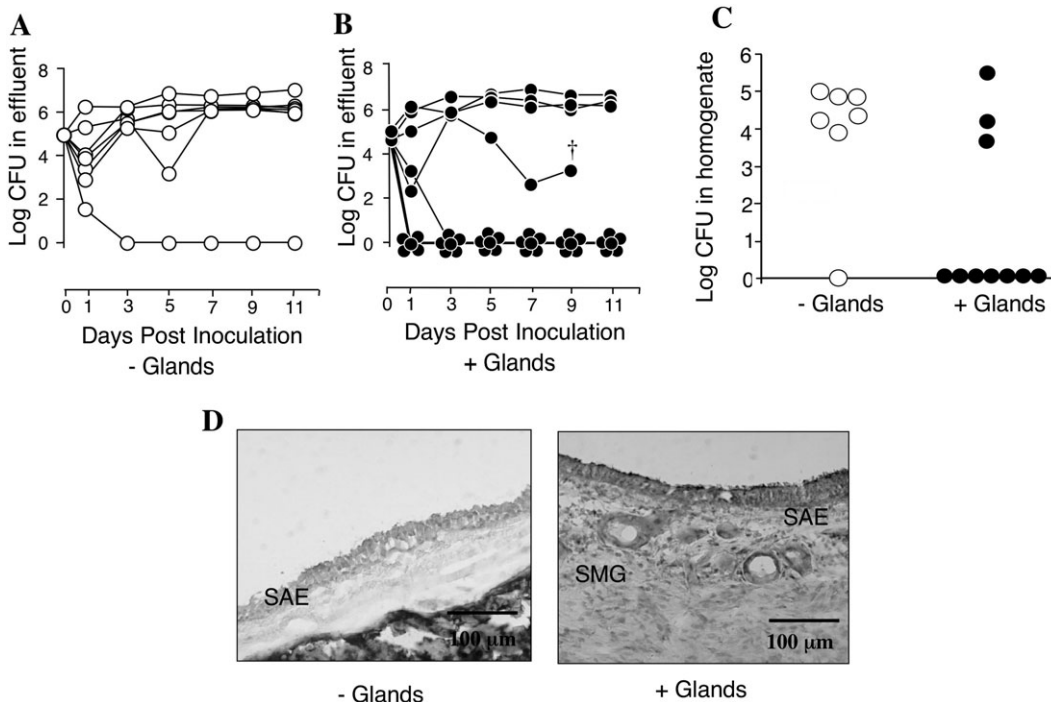 A
Log CFU in effluent
8
6
4
2
0
0 1 3 5 7 9 11
Days Post Inoculation
- Glands
B
Log CFU in effluent
8
6
4
2
0
†
0 1 3 5 7 9 11
Days Post Inoculation
+ Glands
C
Log CFU in homogenate
6
5
4
3
2
1
0
- Glands + Glands
D
SAE
100 μm
- Glands
SAE
SMG
100 μm
+ Glands